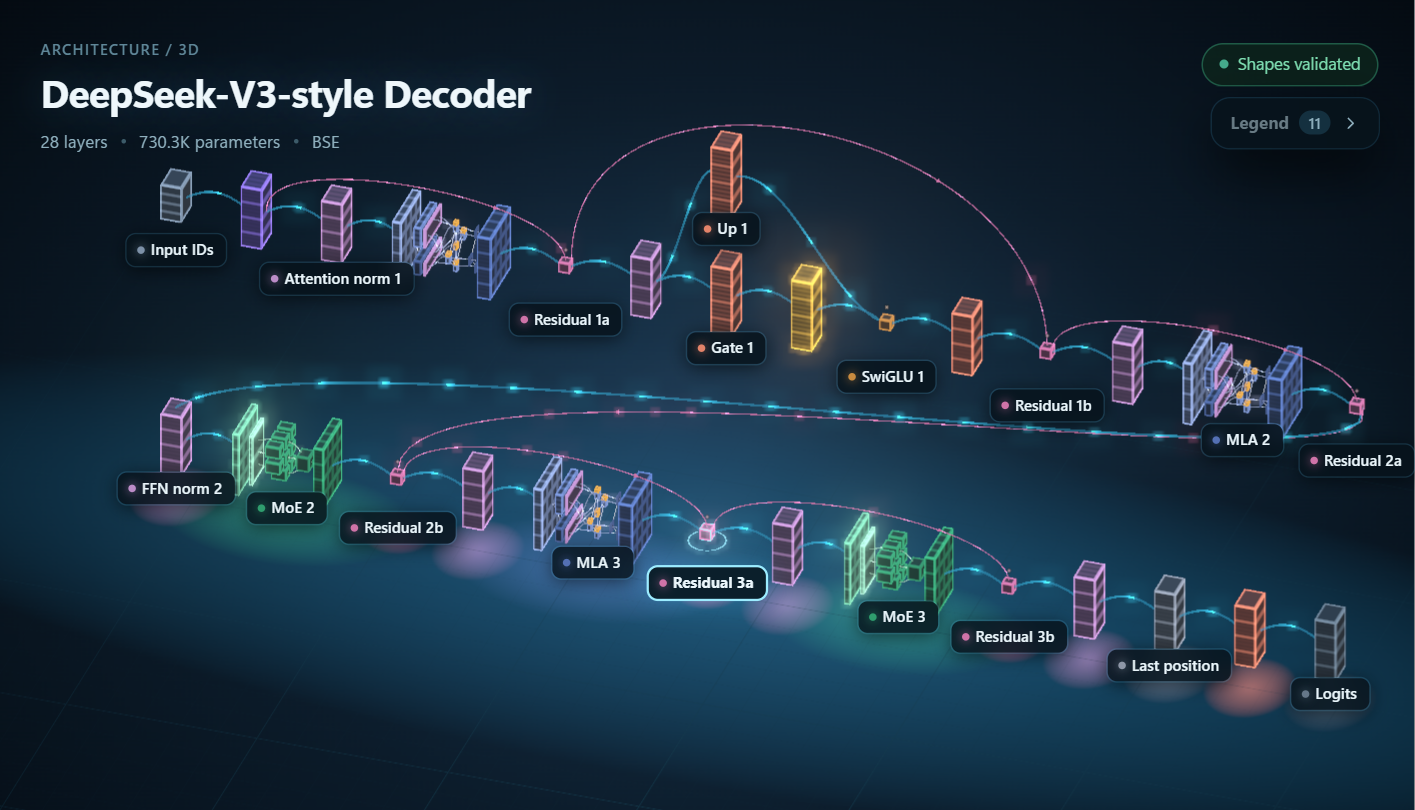 ARCHITECTURE / 3D
DeepSeek-V3-style Decoder
28 layers • 730.3K parameters • BSE
Shapes validated
Legend 11
Input IDs
Attention norm 1
Residual 1a
Up 1
Gate 1
SwiGLU 1
Residual 1b
MLA 2
Residual 2a
FFN norm 2
MoE 2
Residual 2b
MLA 3
Residual 3a
MoE 3
Residual 3b
Last position
Logits